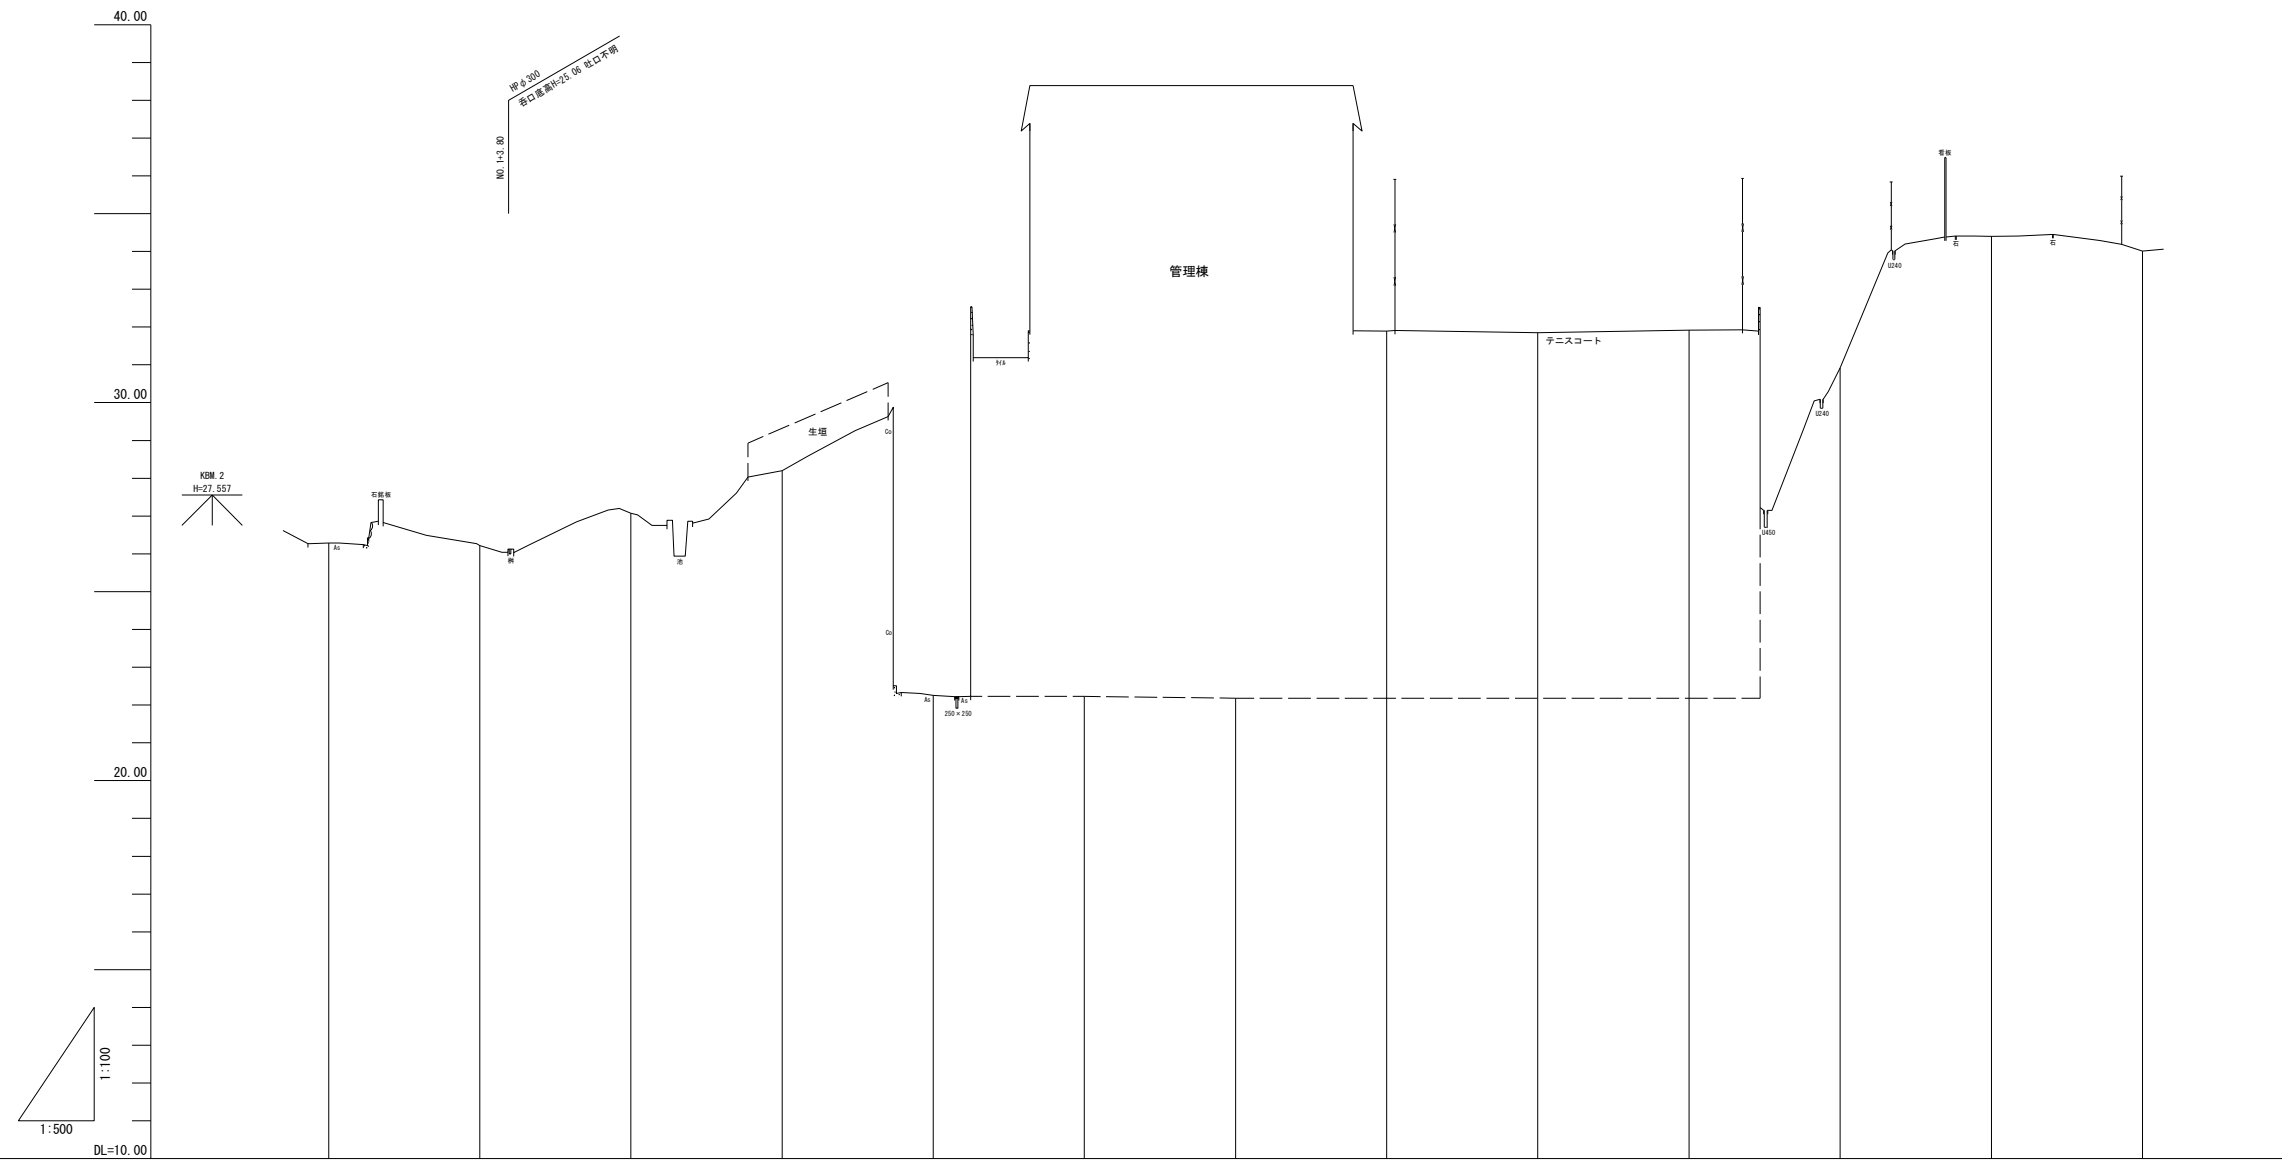 40.00
HPφ300
呑口底高H=25.06 吐口不明
NO.1+3.80
看板
石
石
U240
管理棟
テニスコート
ﾀｲﾙ
30.00
U240
生垣
Co
KBM.2
H=27.557
石銘板
U450
As
桝
池
Co
As
As
250×250
20.00
1:100
1:500
DL=10.00